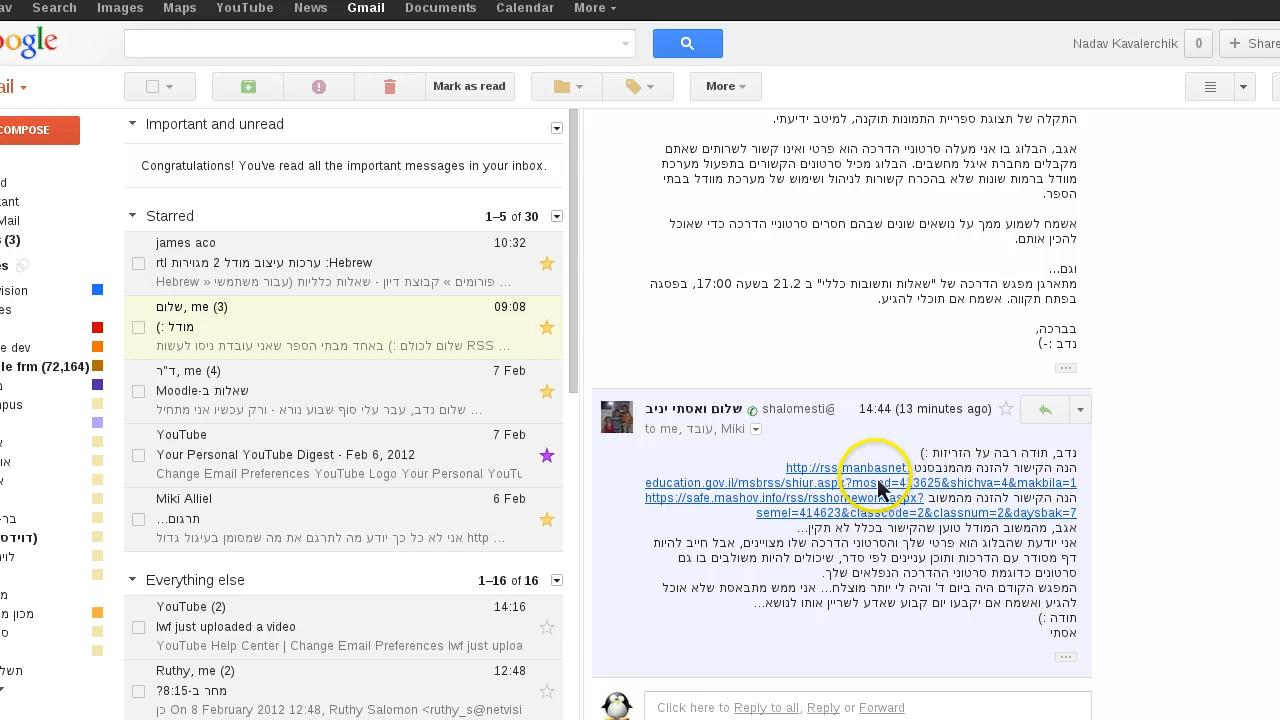 Search Images Maps YouTube News Gmail Documents Calendar More
Nadav Kavalerchik 0 + Share
Mark as read More
COMPOSE
(3)
le frm (72,164)
Important and unread
Congratulations! You've read all the important messages in your inbox.
Starred 1–5 of 30
james aco 10:32
Hebrew: ערכות עיצוב מודל 2 מגוירות rtl
Hebrew » פורומים » קבוצת דיון - שאלות כלליות (עבור משתמשי ...
שלום, me (3) 09:08
מודל :)
שלום לכולם :) באחד מבתי הספר שאני עובדת ניסו לעשות RSS ...
ד"ר, me (4) 7 Feb
שאלות ב-Moodle
שלום נדב, עבר עלי סוף שבוע נורא - ורק עכשיו אני מתחיל ...
YouTube 7 Feb
Your Personal YouTube Digest - Feb 6, 2012
Change Email Preferences YouTube Logo Your Personal YouTu
Miki Alliel 6 Feb
תרגום...
אני לא כל כך יודע מה לתרגם את מה שמסומן בעיגול גדול http ...
Everything else 1–16 of 16
YouTube (2) 14:16
lwf just uploaded a video
YouTube Help Center | Change Email Preferences lwf just uploa
Ruthy, me (2) 12:48
מחר ב-8:15?
כן On 8 February 2012 12:48, Ruthy Salomon <ruthy_s@netvisi
התקלה של תצוגת ספריית התמונות תוקנה, למיטב ידיעתי.
אגב, הבלוג בו אני מעלה סרטוניי הדרכה הוא פרטי ואינו קשור לשרותים שאתם
מקבלים מחברת איגל מחשבים. הבלוג מכיל סרטונים הקשורים בתפעול מערכת
מוודל ברמות שונות שלא בהכרח קשורות לניהול ושימוש של מערכת מוודל בבתי
הספר.
אשמח לשמוע ממך על נושאים שונים שבהם חסרים סרטוניי הדרכה כדי שאוכל
להכין אותם.
וגם...
מתארגן מפגש הדרכה של "שאלות ותשובות כללי" ב 21.2 בשעה 17:00, בפסגה
בפתח תקווה. אשמח אם תוכלי להגיע.
בברכה,
נדב :-)
שלום ואסתי יניב shalomesti@ 14:44 (13 minutes ago)
to me, עובד, Miki
נדב, תודה רבה על הזריזות :)
הנה הקישור להזנה מהמנבסנט http://rss.manbasnet.
education.gov.il/msbrss/shiur.aspx?mosad=413625&shichva=4&makbila=1
הנה הקישור להזנה מהמשוב https://safe.mashov.info/rss/rsshomework.aspx?
semel=414623&classcode=2&classnum=2&daysbak=7
אגב, מהמשוב המודל טוען שהקישור בכלל לא תקין...
אני יודעת שהבלוג הוא פרטי שלך והסרטוני הדרכה שלו מצויינים, אבל חייב להיות
דף מסודר עם הדרכות ותוכן עניינים לפי סדר, שיכולים להיות משולבים בו גם
סרטונים כדוגמת סרטוני ההדרכה הנפלאים שלך.
המפגש הקודם היה ביום ד' והיה לי יותר מוצלח... אני ממש מתבאסת שלא אוכל
להגיע ואשמח אם יקבעו יום קבוע שאדע לשריין אותו לנושא...
תודה :)
אסתי
Click here to Reply to all, Reply or Forward